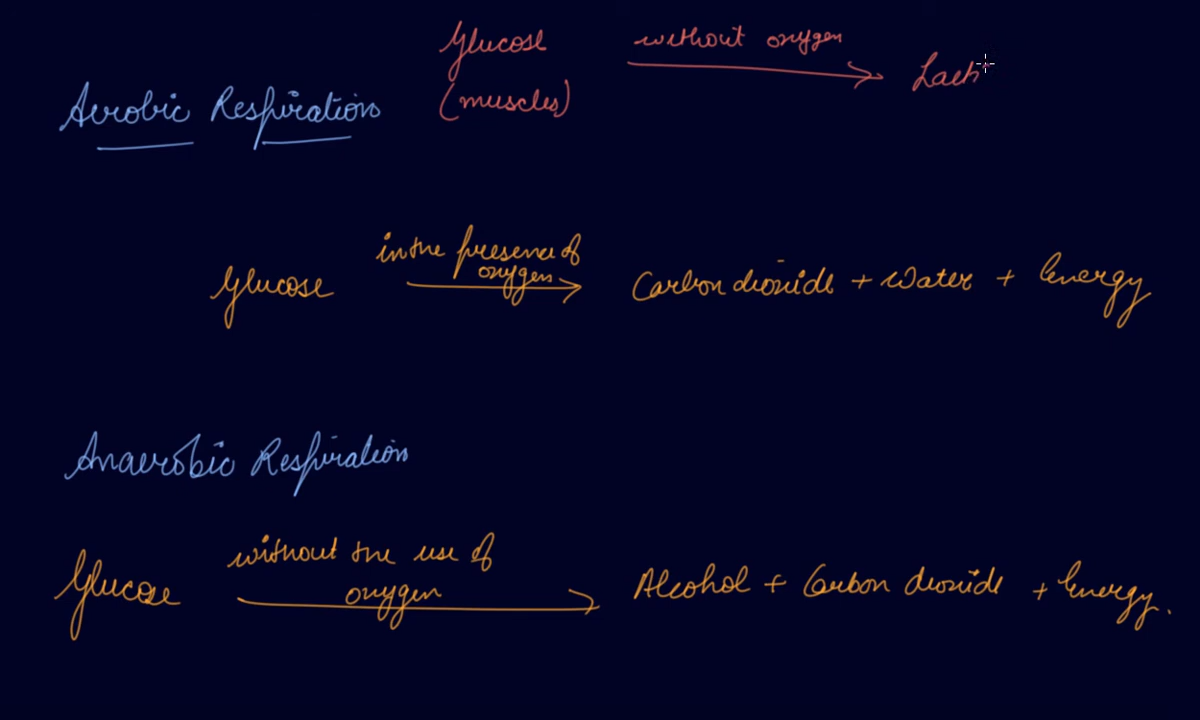 Glucose without oxygen Lacti
(muscles)
Aerobic Respiration
in the presence of
oxygen
Glucose Carbon dioxide + Water + Energy
Anaerobic Respiration
without the use of
oxygen
Glucose Alcohol + Carbon dioxide + Energy.